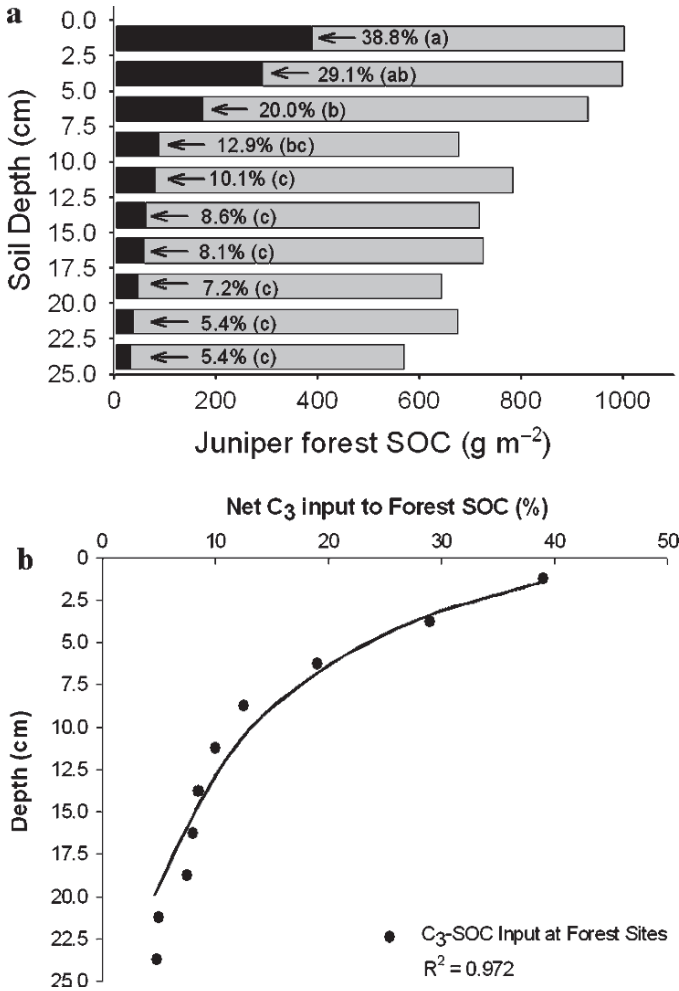 a
0.0
2.5
5.0
7.5
10.0
12.5
15.0
17.5
20.0
22.5
25.0
Soil Depth (cm)
38.8% (a)
29.1% (ab)
20.0% (b)
12.9% (bc)
10.1% (c)
8.6% (c)
8.1% (c)
7.2% (c)
5.4% (c)
5.4% (c)
0 200 400 600 800 1000
Juniper forest SOC (g m⁻²)
Net C₃ input to Forest SOC (%)
b
0 10 20 30 40 50
0
2.5
5.0
7.5
10.0
12.5
15.0
17.5
20.0
22.5
25.0
Depth (cm)
C₃-SOC Input at Forest Sites
R² = 0.972